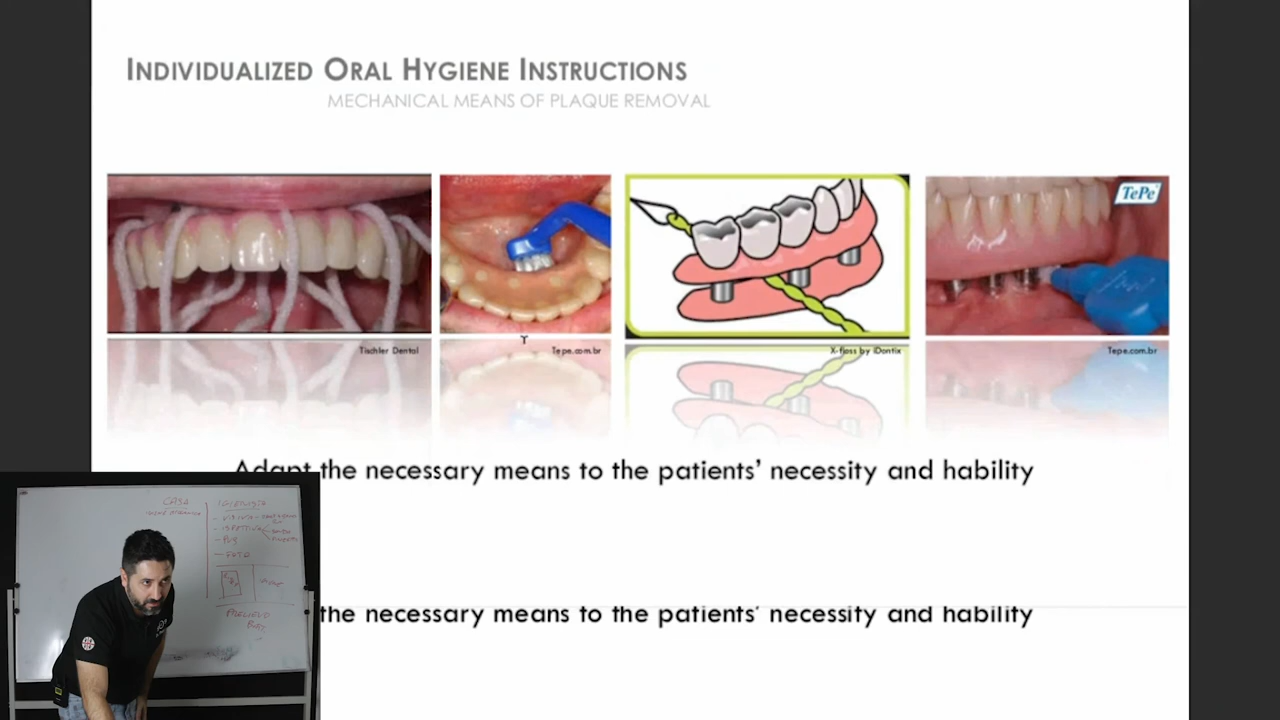 INDIVIDUALIZED ORAL HYGIENE INSTRUCTIONS
MECHANICAL MEANS OF PLAQUE REMOVAL
TePe
Tischler Dental
Tepe.com.br
X-floss by iDontix
Tepe.com.br
Adapt the necessary means to the patients' necessity and hability
the necessary means to the patients' necessity and hability
CASA
FOTO